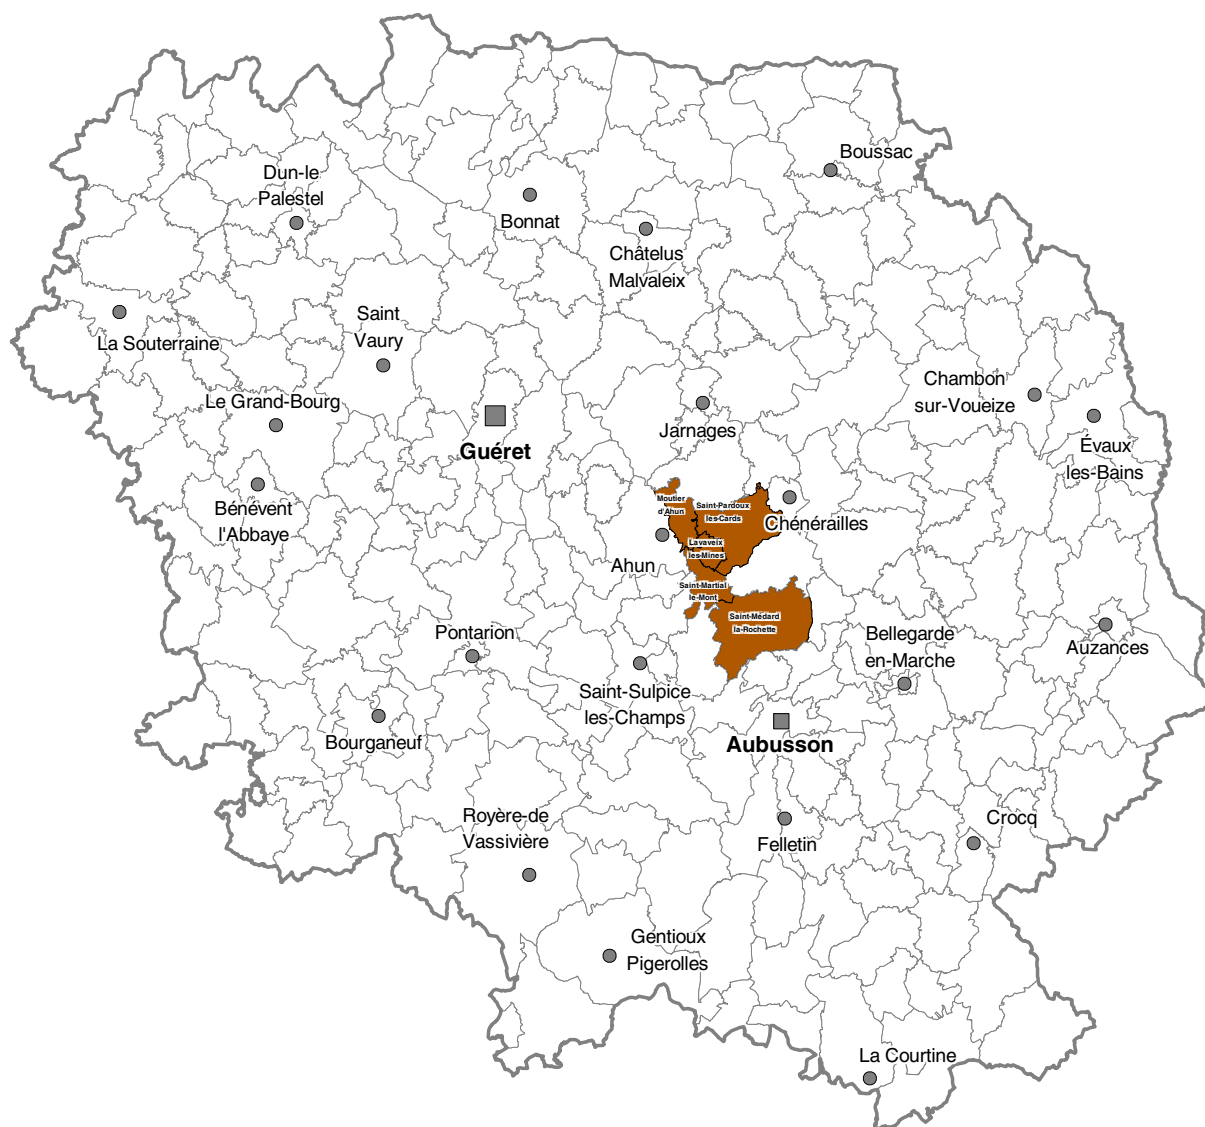 Boussac
Dun-le
Palestel
Bonnat
Châtelus
Malvaleix
La Souterraine
Saint
Vaury
Le Grand-Bourg
Chambon
sur-Voueize
Jarnages
Évaux
les-Bains
Guéret
Bénévent
l'Abbaye
Moutier
d'Ahun
Saint-Pardoux
les-Cards
Chénérailles
Lavaveix
les-Mines
Ahun
Saint-Martial
le-Mont
Saint-Médard
la-Rochette
Pontarion
Bellegarde
en-Marche
Auzances
Saint-Sulpice
les-Champs
Bourganeuf
Aubusson
Royère-de
Vassivière
Crocq
Felletin
Gentioux
Pigerolles
La Courtine